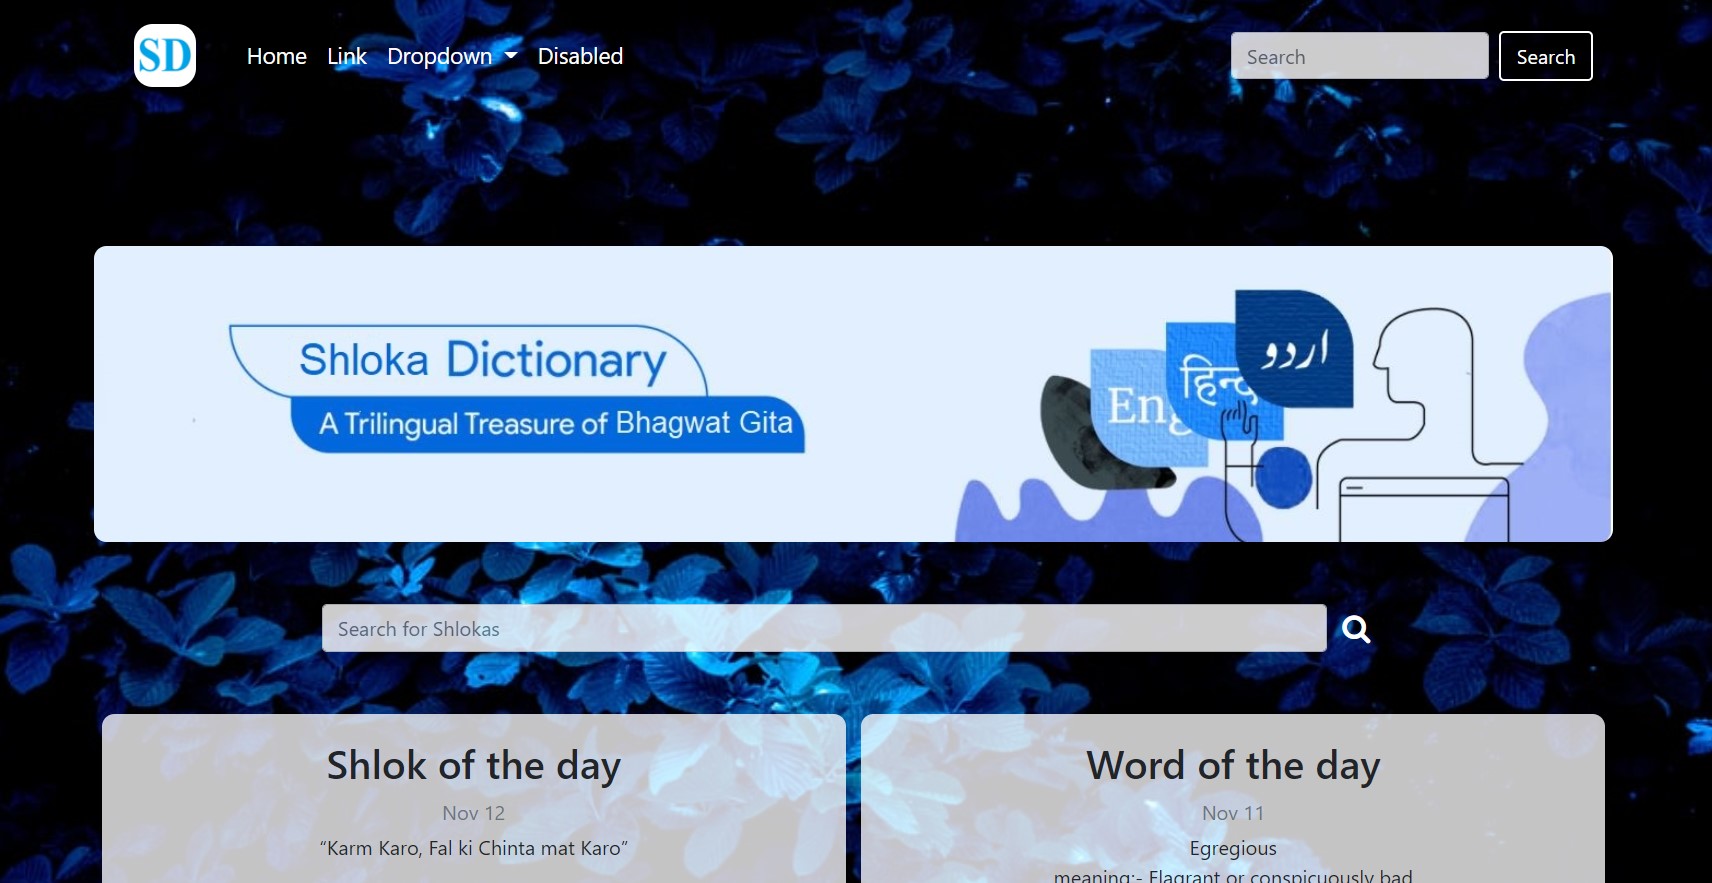 SD
Home Link Dropdown Disabled
Search
Search
Shloka Dictionary
A Trilingual Treasure of Bhagwat Gita
Eng
हिन्द
اردو
Search for Shlokas
Shlok of the day
Nov 12
“Karm Karo, Fal ki Chinta mat Karo”
Word of the day
Nov 11
Egregious
meaning:- Flagrant or conspicuously bad